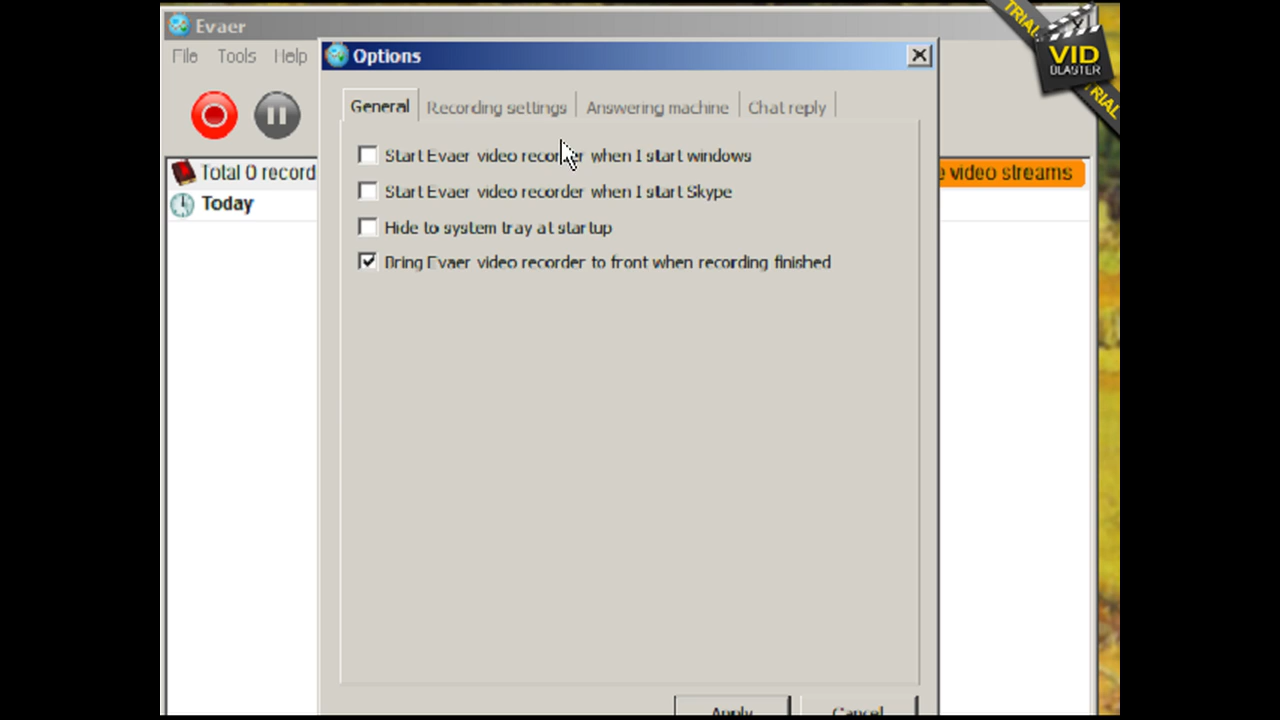 Evaer
File Tools Help
Options
General Recording settings Answering machine Chat reply
Start Evaer video recorder when I start windows
Start Evaer video recorder when I start Skype
Hide to system tray at startup
Bring Evaer video recorder to front when recording finished
Total 0 record
e video streams
Today
Apply Cancel
TRIAL
VID
BLASTER
TRIAL